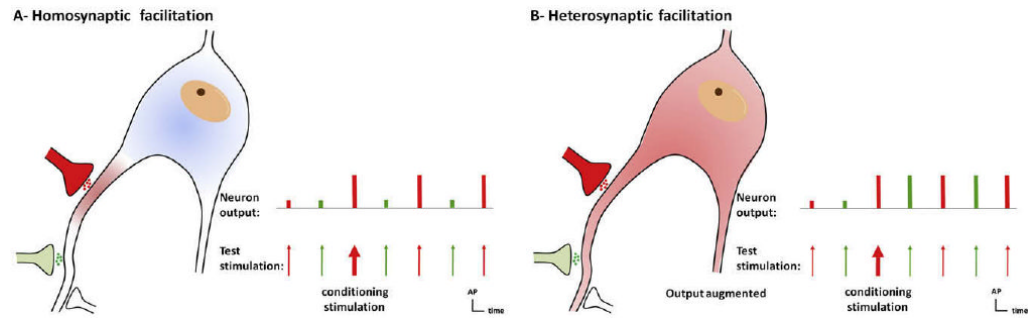 A- Homosynaptic facilitation
Neuron
output:
Test
stimulation:
conditioning
stimulation
AP
time
B- Heterosynaptic facilitation
Neuron
output:
Test
stimulation:
Output augmented
conditioning
stimulation
AP
time